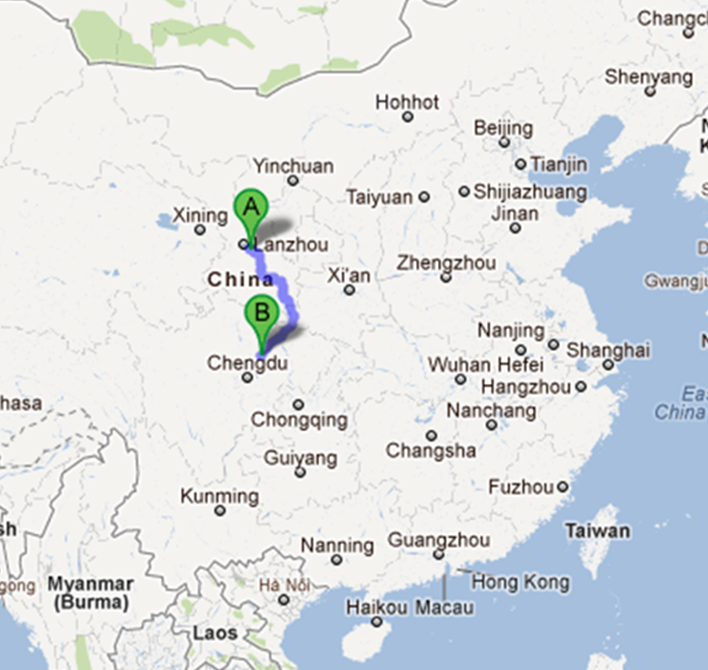 Changc
Shenyang
Hohhot
Beijing
Tianjin
Yinchuan
Taiyuan
Shijiazhuang
A
Xining
Jinan
Lanzhou
Zhengzhou
China
Xi'an
Gwangju
B
Nanjing
Chengdu
Shanghai
Wuhan Hefei
Hangzhou
hasa
Eas
China
Nanchang
Chongqing
Changsha
Guiyang
Fuzhou
Kunming
Taiwan
Guangzhou
Nanning
Myanmar
(Burma)
Hà Nội
Hong Kong
Haikou Macau
Laos